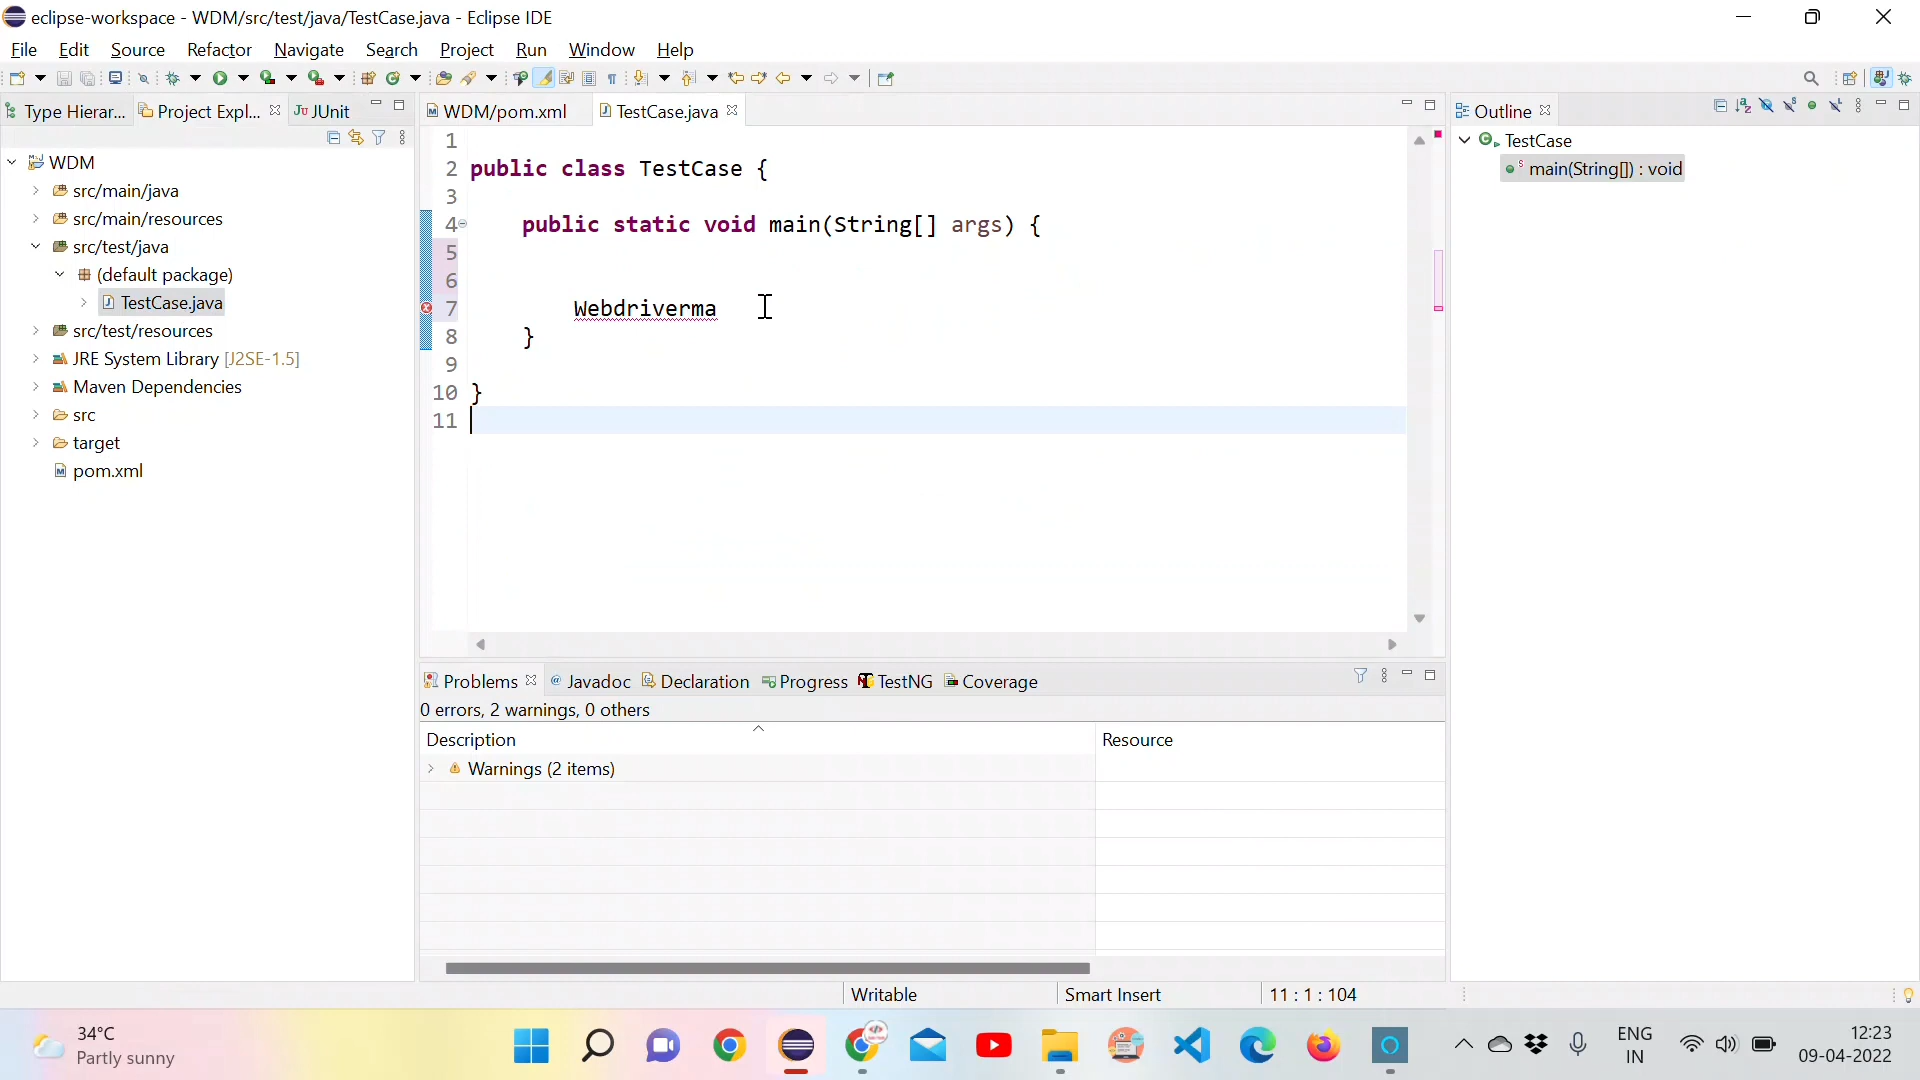 eclipse-workspace - WDM/src/test/java/TestCase.java - Eclipse IDE
File Edit Source Refactor Navigate Search Project Run Window Help
Type Hierar... Project Expl... JUnit
WDM/pom.xml TestCase.java
Outline
WDM
src/main/java
src/main/resources
src/test/java
(default package)
TestCase.java
src/test/resources
JRE System Library [J2SE-1.5]
Maven Dependencies
src
target
pom.xml
1
2 public class TestCase {
3
4 public static void main(String[] args) {
5
6
7 Webdriverma
8 }
9
10 }
11
TestCase
main(String[]) : void
Problems Javadoc Declaration Progress TestNG Coverage
0 errors, 2 warnings, 0 others
Description Resource
Warnings (2 items)
Writable Smart Insert 11 : 1 : 104
34°C
Partly sunny
ENG
IN
12:23
09-04-2022